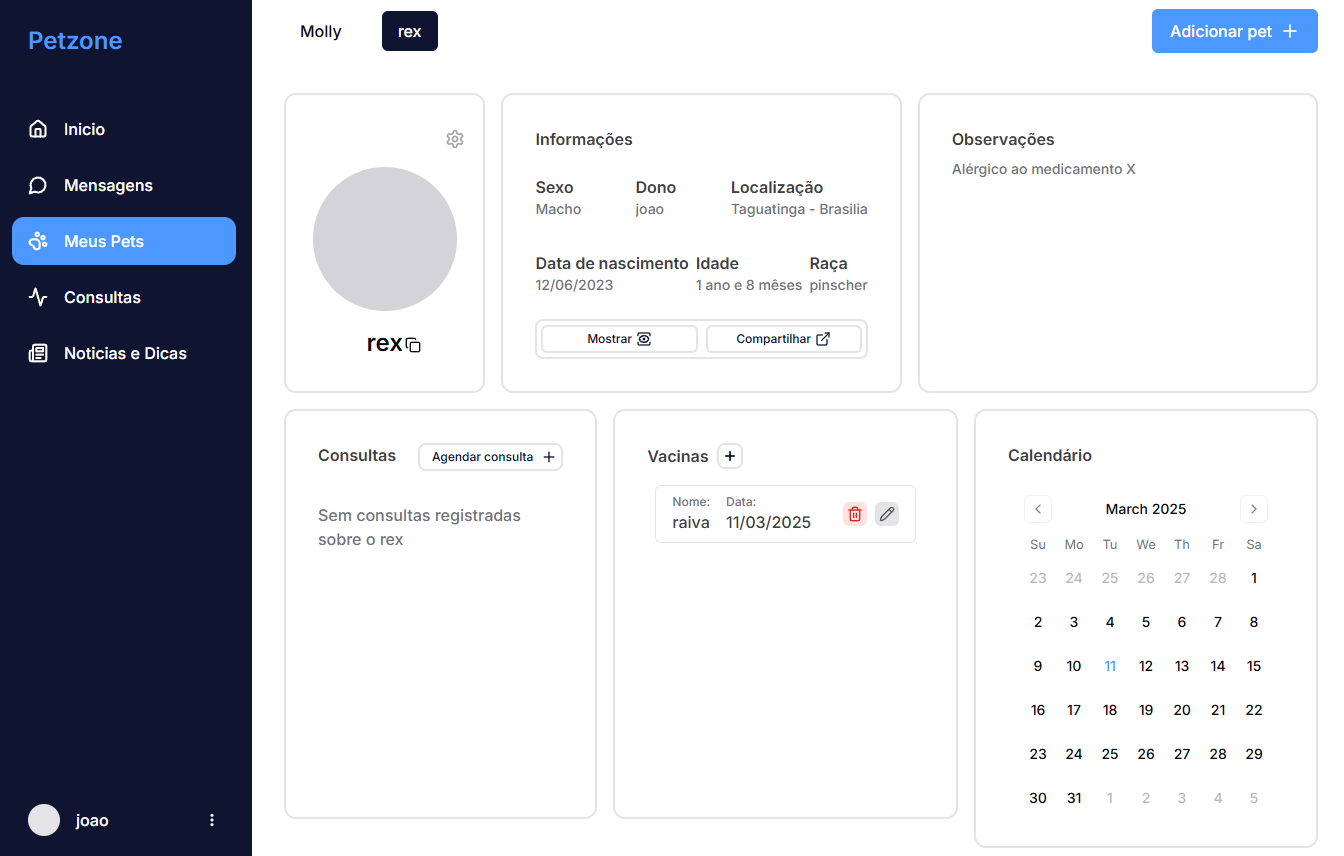 Petzone
Inicio
Mensagens
Meus Pets
Consultas
Noticias e Dicas
joao
Molly
rex
Adicionar pet
rex
Informações
Sexo
Macho
Dono
joao
Localização
Taguatinga - Brasilia
Data de nascimento
12/06/2023
Idade
1 ano e 8 mêses
Raça
pinscher
Mostrar
Compartilhar
Observações
Alérgico ao medicamento X
Consultas
Agendar consulta
Sem consultas registradas
sobre o rex
Vacinas
Nome: Data:
raiva 11/03/2025
Calendário
March 2025
Su Mo Tu We Th Fr Sa
23 24 25 26 27 28 1
2 3 4 5 6 7 8
9 10 11 12 13 14 15
16 17 18 19 20 21 22
23 24 25 26 27 28 29
30 31 1 2 3 4 5